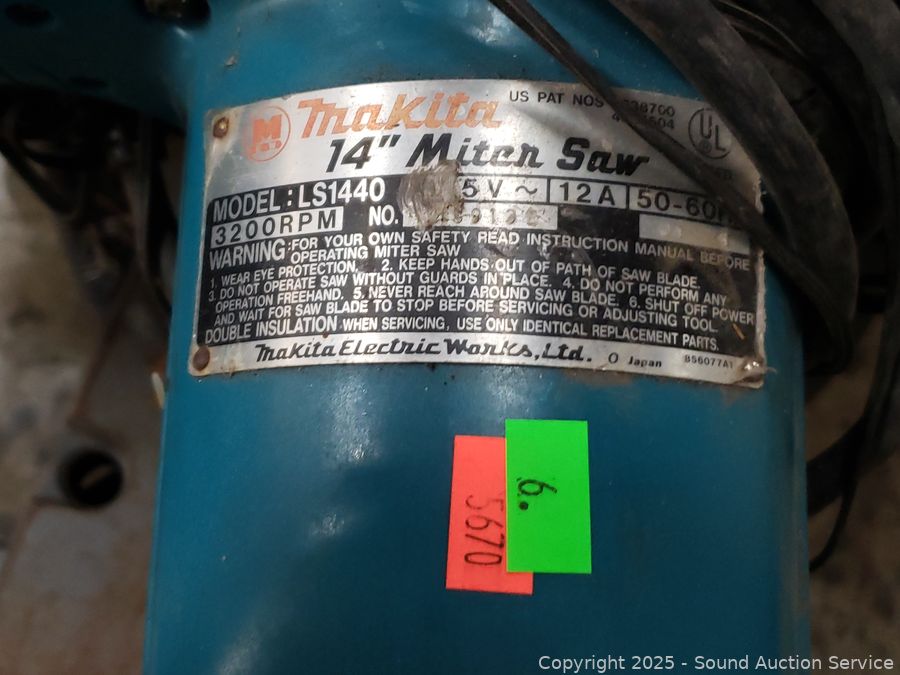 M
Makita
US PAT NOS
14" Miter Saw
UL
MODEL: LS1440
5V ~ 12A 50-60
3200RPM NO.
WARNING: FOR YOUR OWN SAFETY READ INSTRUCTION MANUAL BEFORE
OPERATING MITER SAW
1. WEAR EYE PROTECTION. 2. KEEP HANDS OUT OF PATH OF SAW BLADE.
3. DO NOT OPERATE SAW WITHOUT GUARDS IN PLACE. 4. DO NOT PERFORM ANY
OPERATION FREEHAND. 5. NEVER REACH AROUND SAW BLADE. 6. SHUT OFF POWER
AND WAIT FOR SAW BLADE TO STOP BEFORE SERVICING OR ADJUSTING TOOL.
DOUBLE INSULATION WHEN SERVICING, USE ONLY IDENTICAL REPLACEMENT PARTS.
Makita Electric Works, Ltd. O Japan 856077A1
6.
5670
Copyright © 2025 - Sound Auction Service